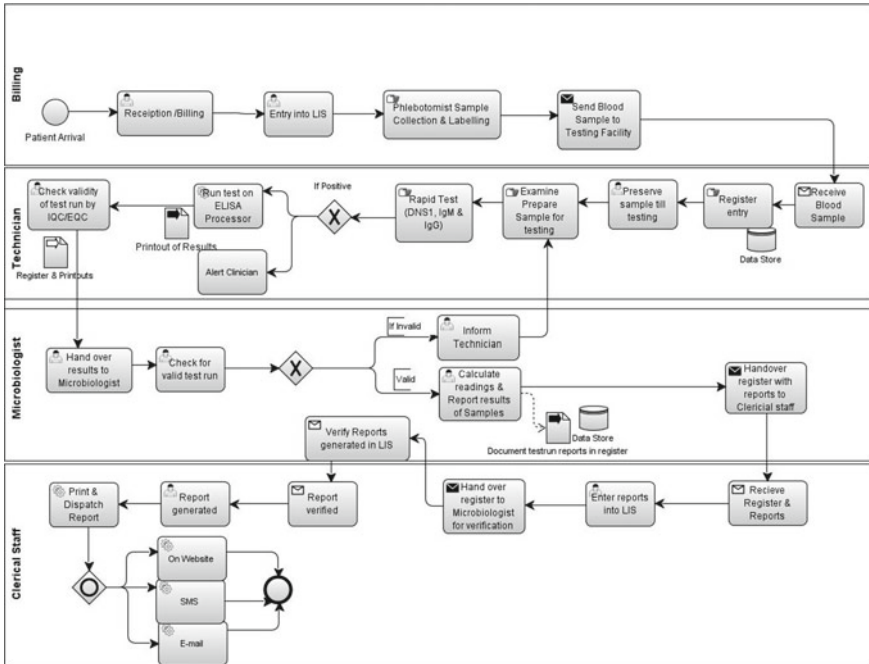 Billing
Patient Arrival
Receiption /Billing
Entry into LIS
Phlebotomist Sample
Collection & Labelling
Send Blood
Sample to
Testing Facility
Technician
Check validity
of test run by
IQC/EQC
Register & Printouts
Run test on
ELISA
Processor
Printout of Results
Alert Clinician
If Positive
Rapid Test
(DNS1, IgM &
IgG)
Examine
Prepare
Sample for
testing
Preserve
sample till
testing
Register
entry
Data Store
Receive
Blood
Sample
Microbiologist
Hand over
results to
Microbiologist
Check for
valid test run
If Invalid
Valid
Inform
Technician
Calculate
readings &
Report results
of Samples
Data Store
Document testrun reports in register
Handover
register with
reports to
Clericial staff
Verify Reports
generated in LIS
Clerical Staff
Print &
Dispatch
Report
Report
generated
Report
verified
Hand over
register to
Microbiologist
for verification
Enter reports
into LIS
Recieve
Register &
Reports
On Website
SMS
E-mail